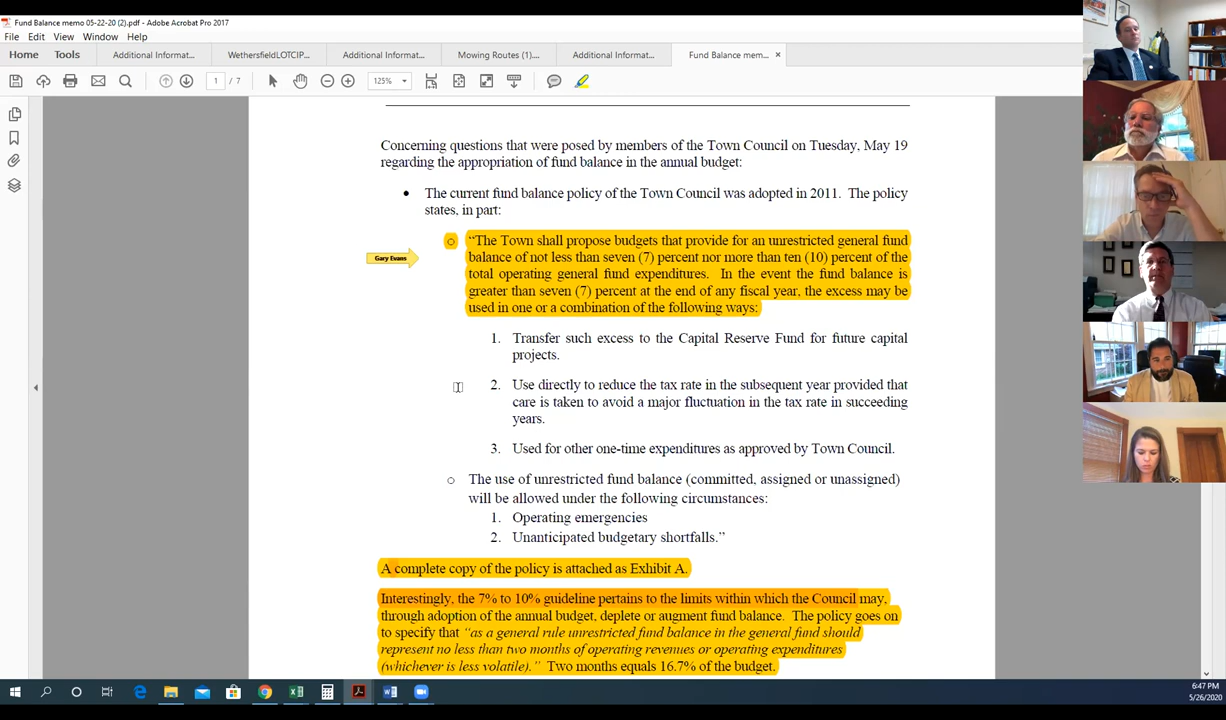 Fund Balance memo 05-22-20 (2).pdf - Adobe Acrobat Pro 2017
File Edit View Window Help
Home Tools Additional Informat... WethersfieldLOTCIP... Additional Informat... Mowing Routes (1)... Additional Informat... Fund Balance mem... ×
1 / 7 125%
Concerning questions that were posed by members of the Town Council on Tuesday, May 19
regarding the appropriation of fund balance in the annual budget:
• The current fund balance policy of the Town Council was adopted in 2011. The policy
states, in part:
○ “The Town shall propose budgets that provide for an unrestricted general fund
Gary Evans
balance of not less than seven (7) percent nor more than ten (10) percent of the
total operating general fund expenditures. In the event the fund balance is
greater than seven (7) percent at the end of any fiscal year, the excess may be
used in one or a combination of the following ways:
1. Transfer such excess to the Capital Reserve Fund for future capital
projects.
2. Use directly to reduce the tax rate in the subsequent year provided that
care is taken to avoid a major fluctuation in the tax rate in succeeding
years.
3. Used for other one-time expenditures as approved by Town Council.
○ The use of unrestricted fund balance (committed, assigned or unassigned)
will be allowed under the following circumstances:
1. Operating emergencies
2. Unanticipated budgetary shortfalls.”
A complete copy of the policy is attached as Exhibit A.
Interestingly, the 7% to 10% guideline pertains to the limits within which the Council may,
through adoption of the annual budget, deplete or augment fund balance. The policy goes on
to specify that “as a general rule unrestricted fund balance in the general fund should
represent no less than two months of operating revenues or operating expenditures
(whichever is less volatile).” Two months equals 16.7% of the budget.
6:47 PM
5/26/2020